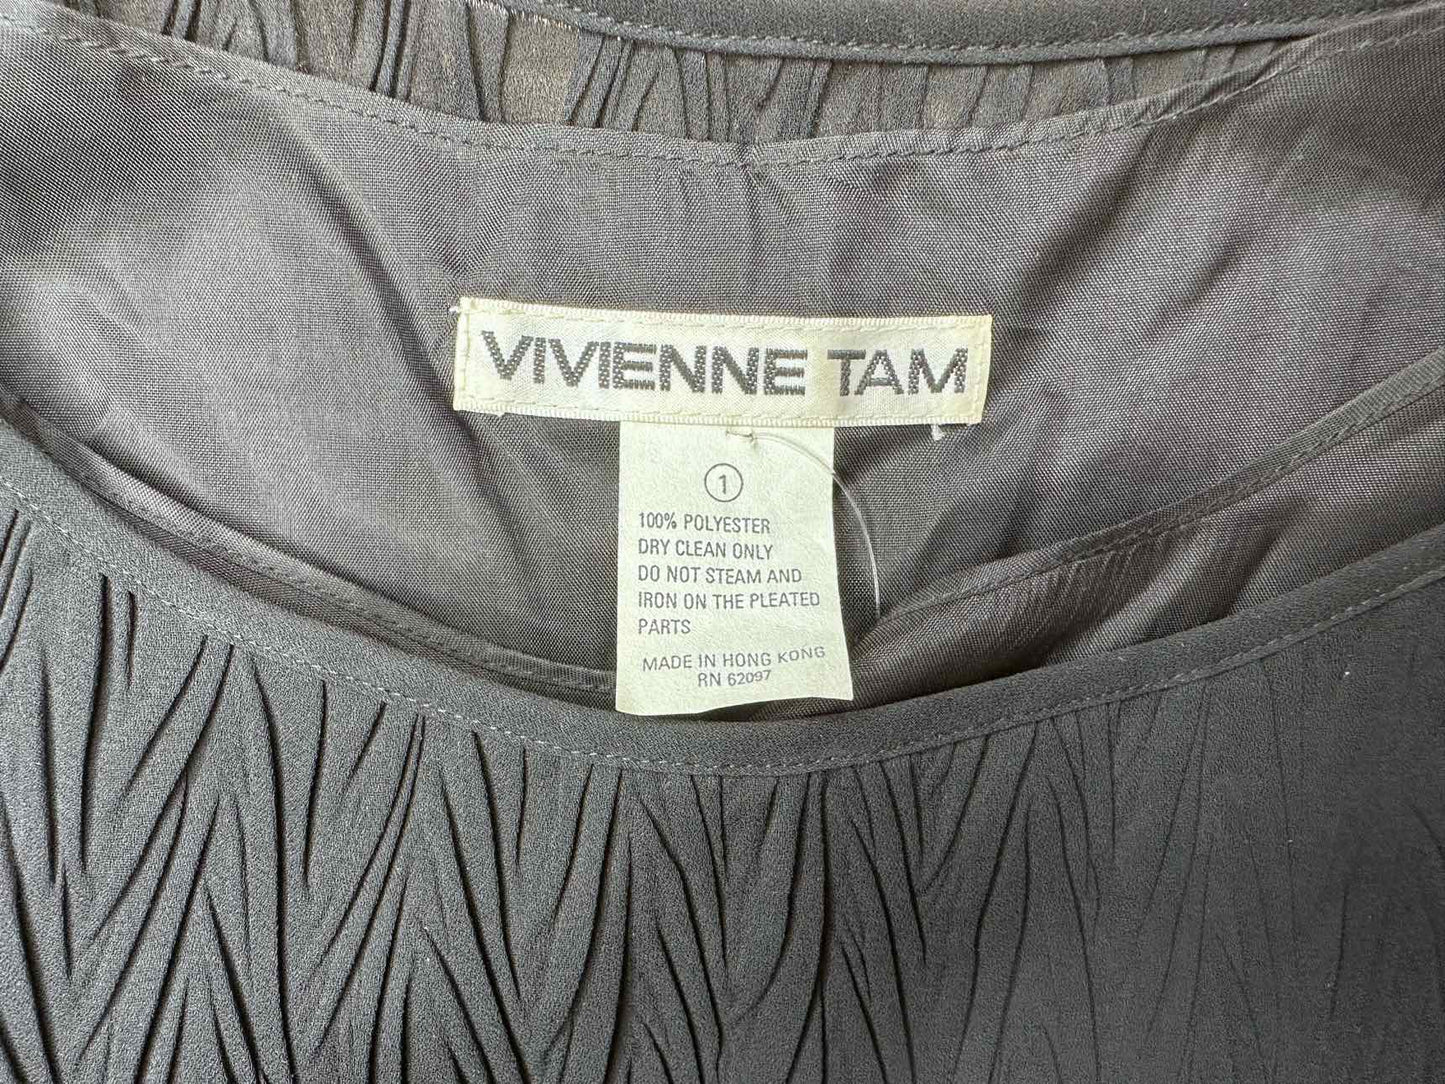 VIVIENNE TAM
1
100% POLYESTER
DRY CLEAN ONLY
DO NOT STEAM AND
IRON ON THE PLEATED
PARTS
MADE IN HONG KONG
RN 62097